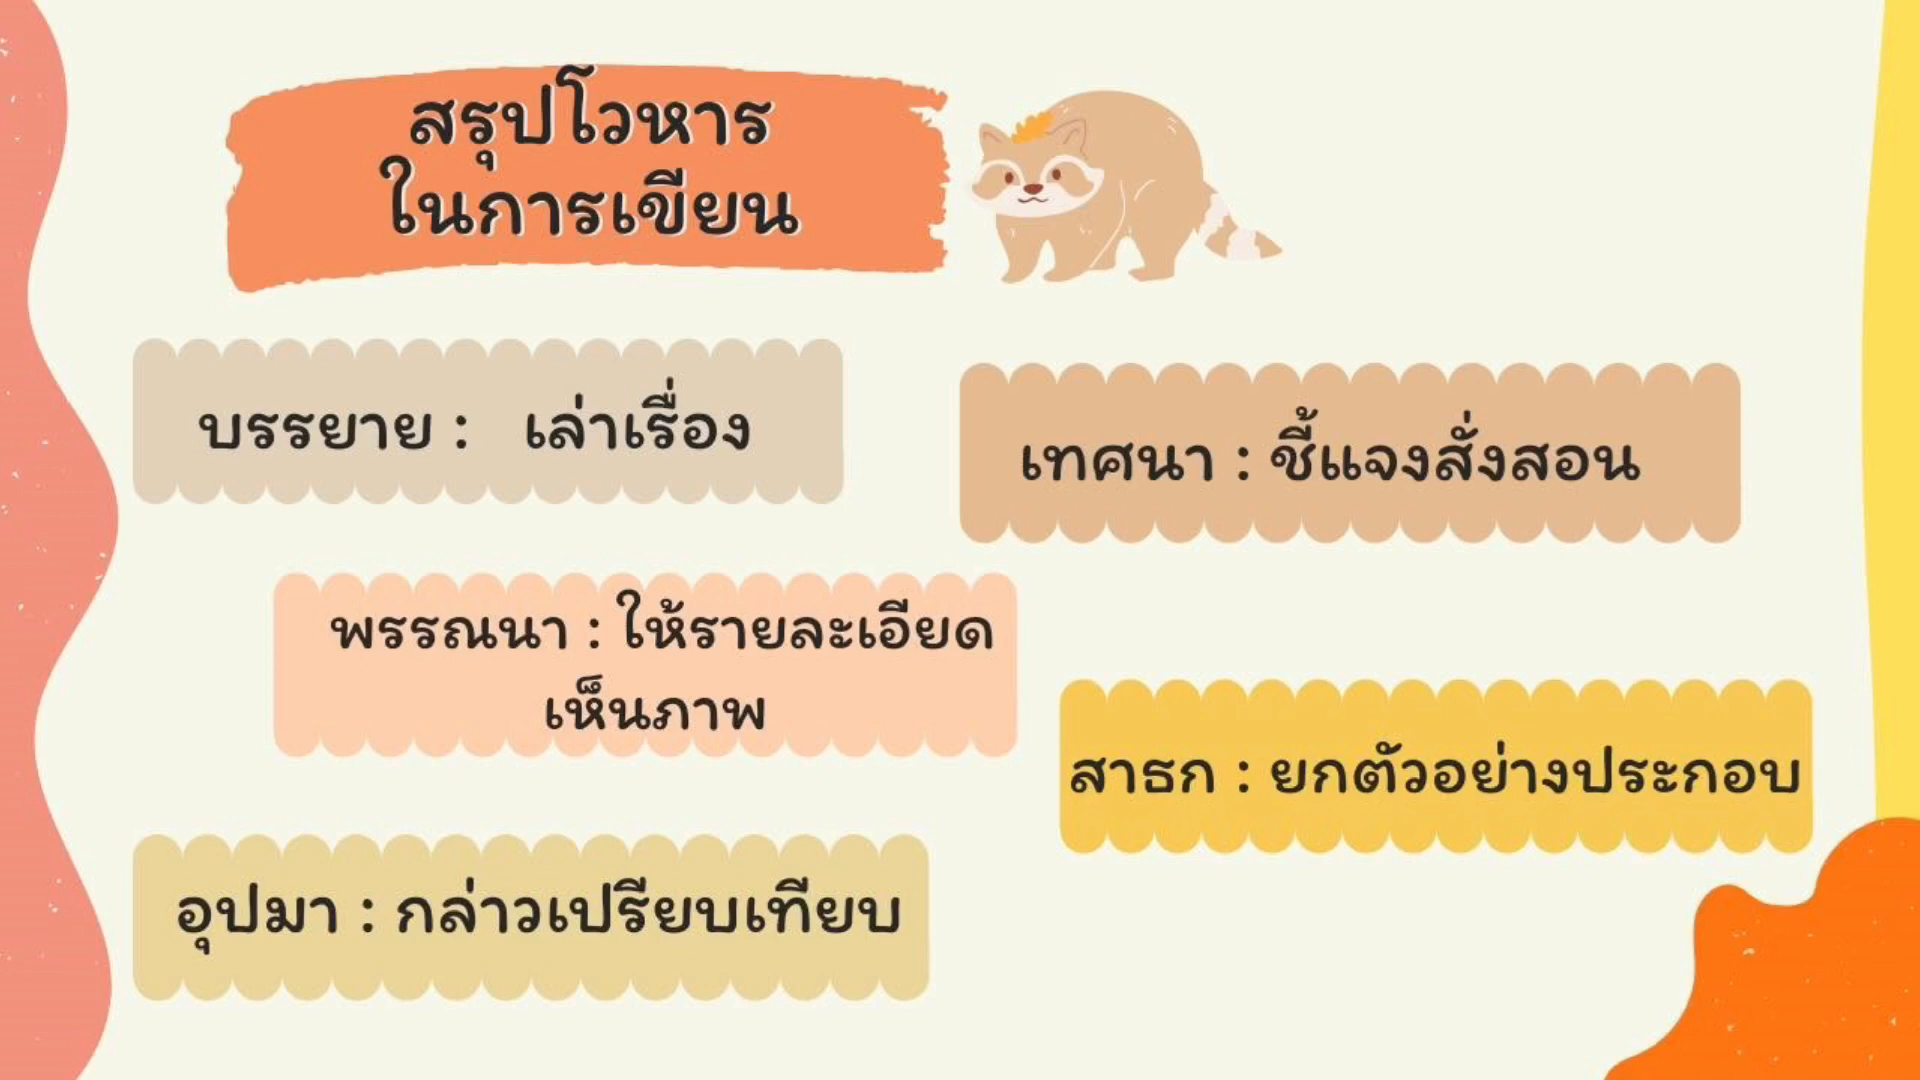 สรุปโวหาร
ในการเขียน
บรรยาย : เล่าเรื่อง
เทศนา : ชี้แจงสั่งสอน
พรรณนา : ให้รายละเอียด
เห็นภาพ
สาธก : ยกตัวอย่างประกอบ
อุปมา : กล่าวเปรียบเทียบ